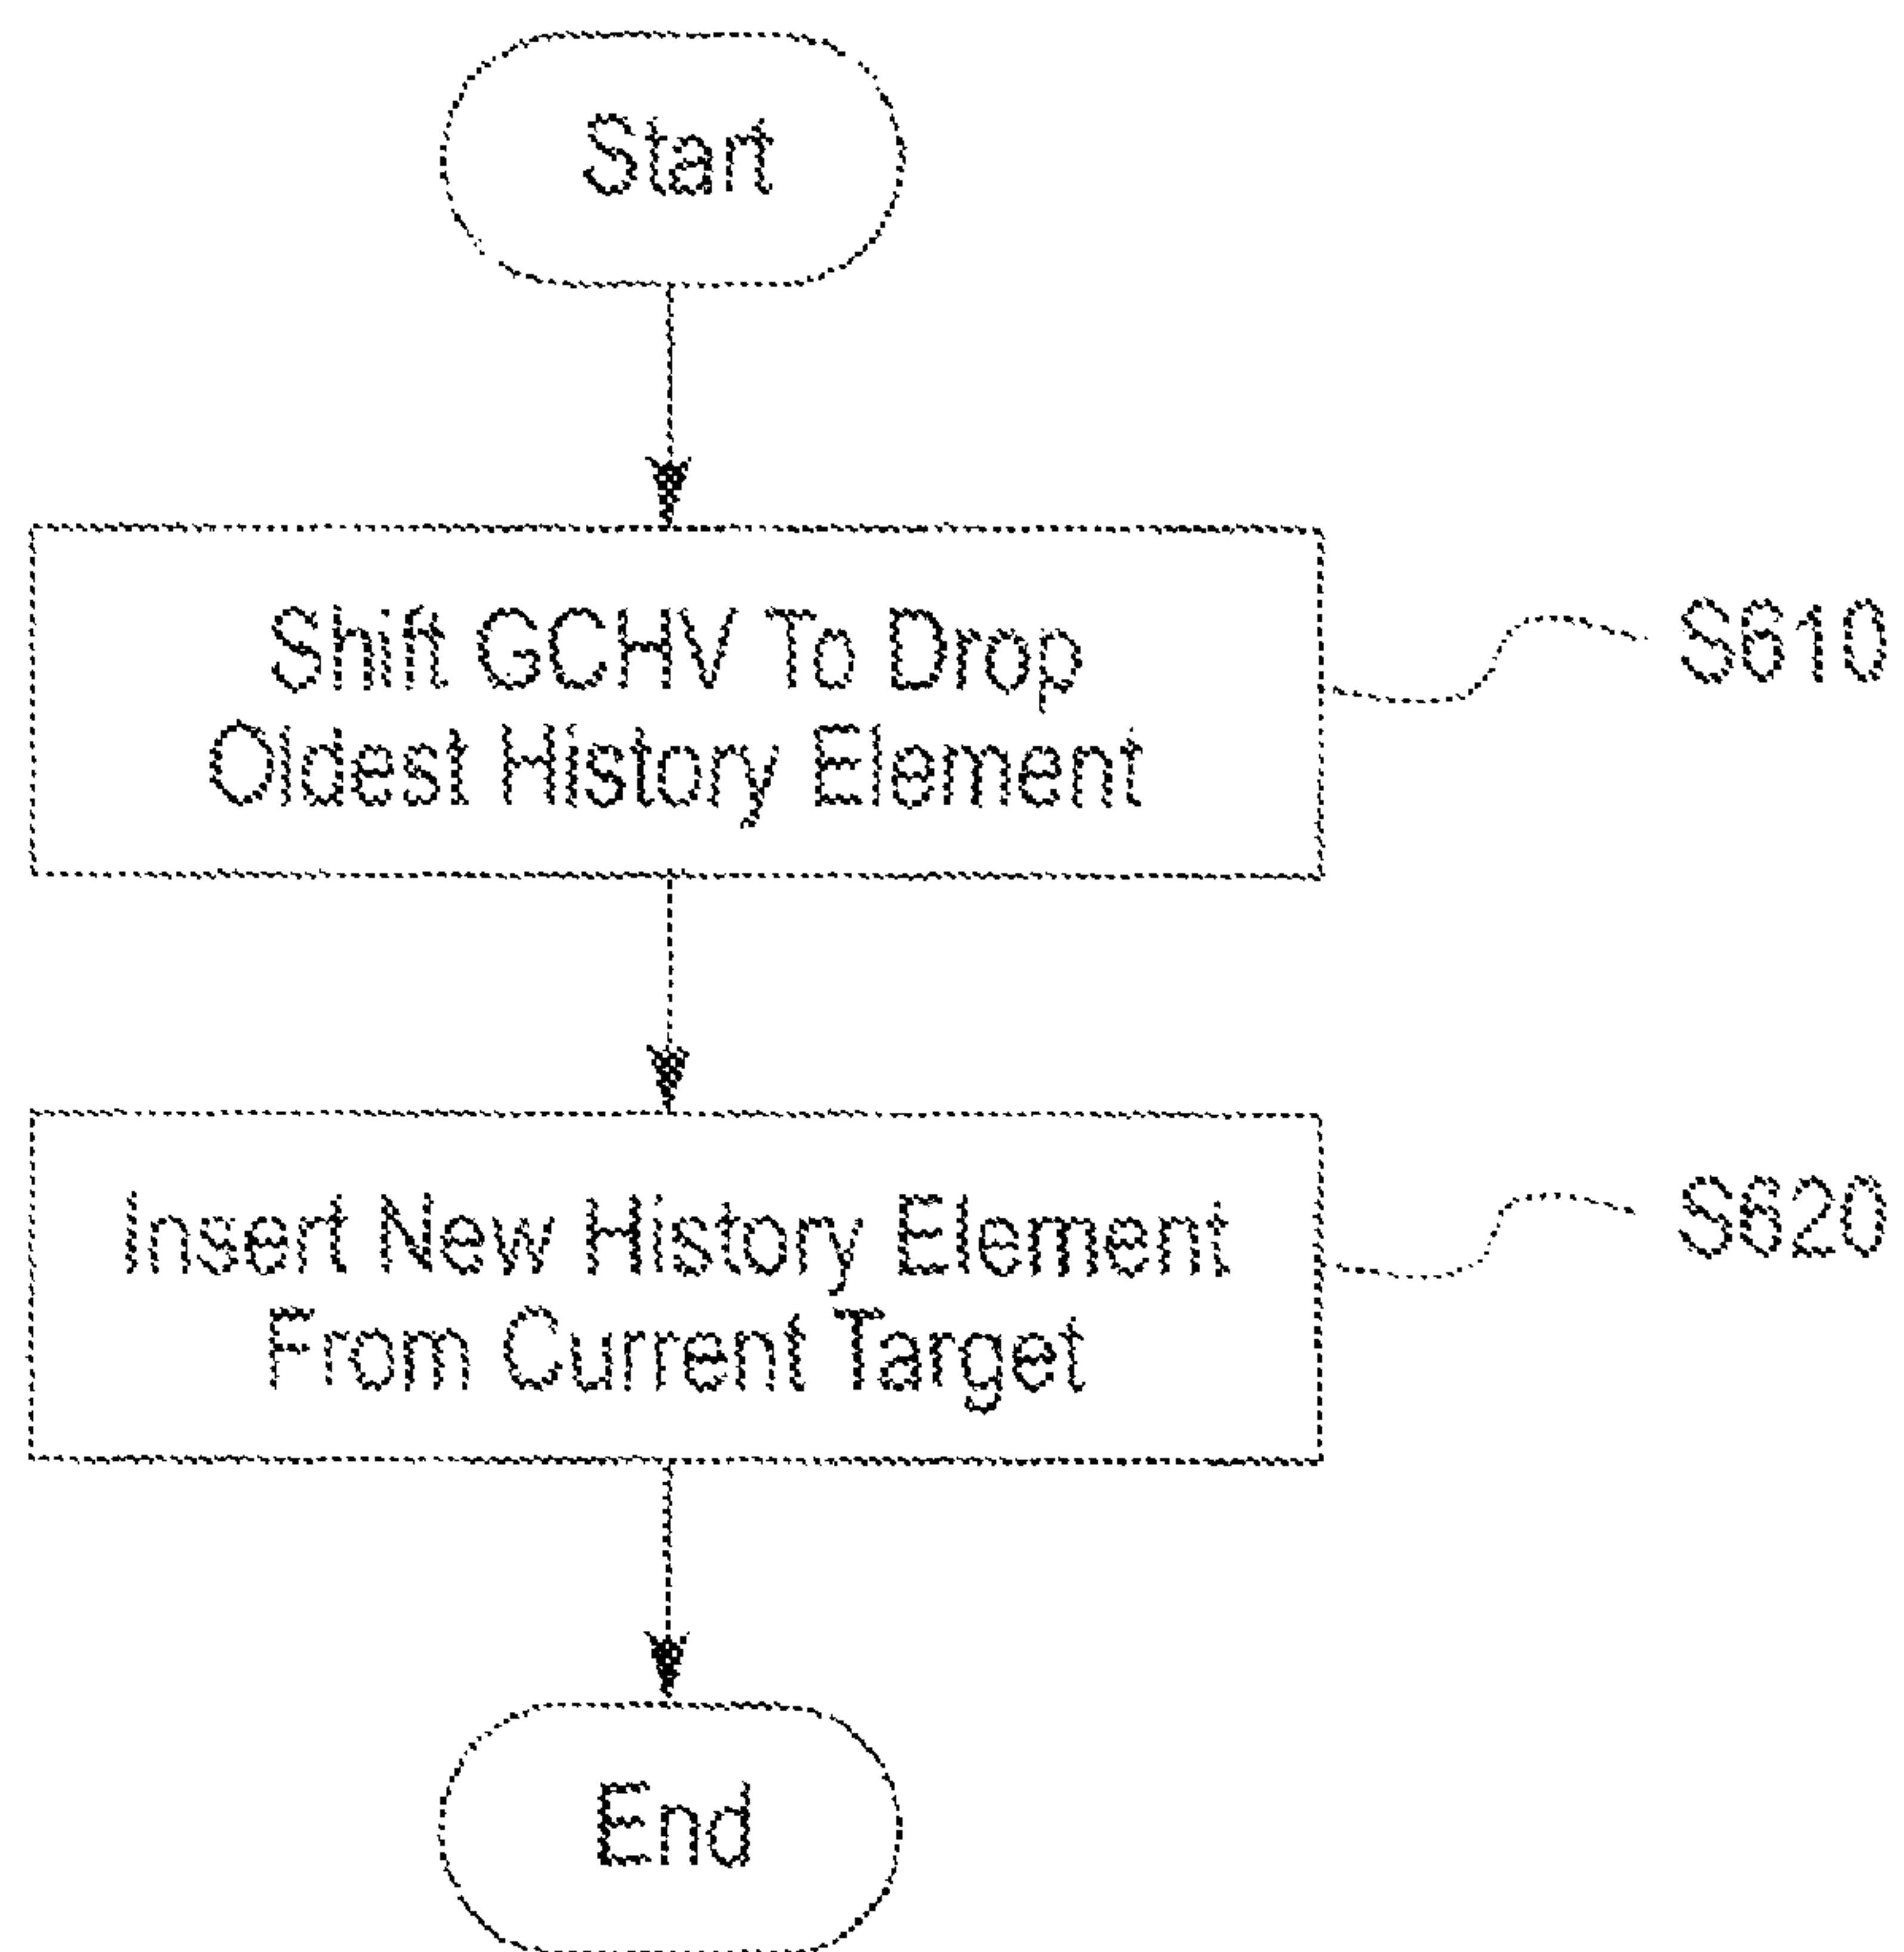 Start
Shift GCHV To Drop
Oldest History Element
S610
Insert New History Element
From Current Target
S620
End